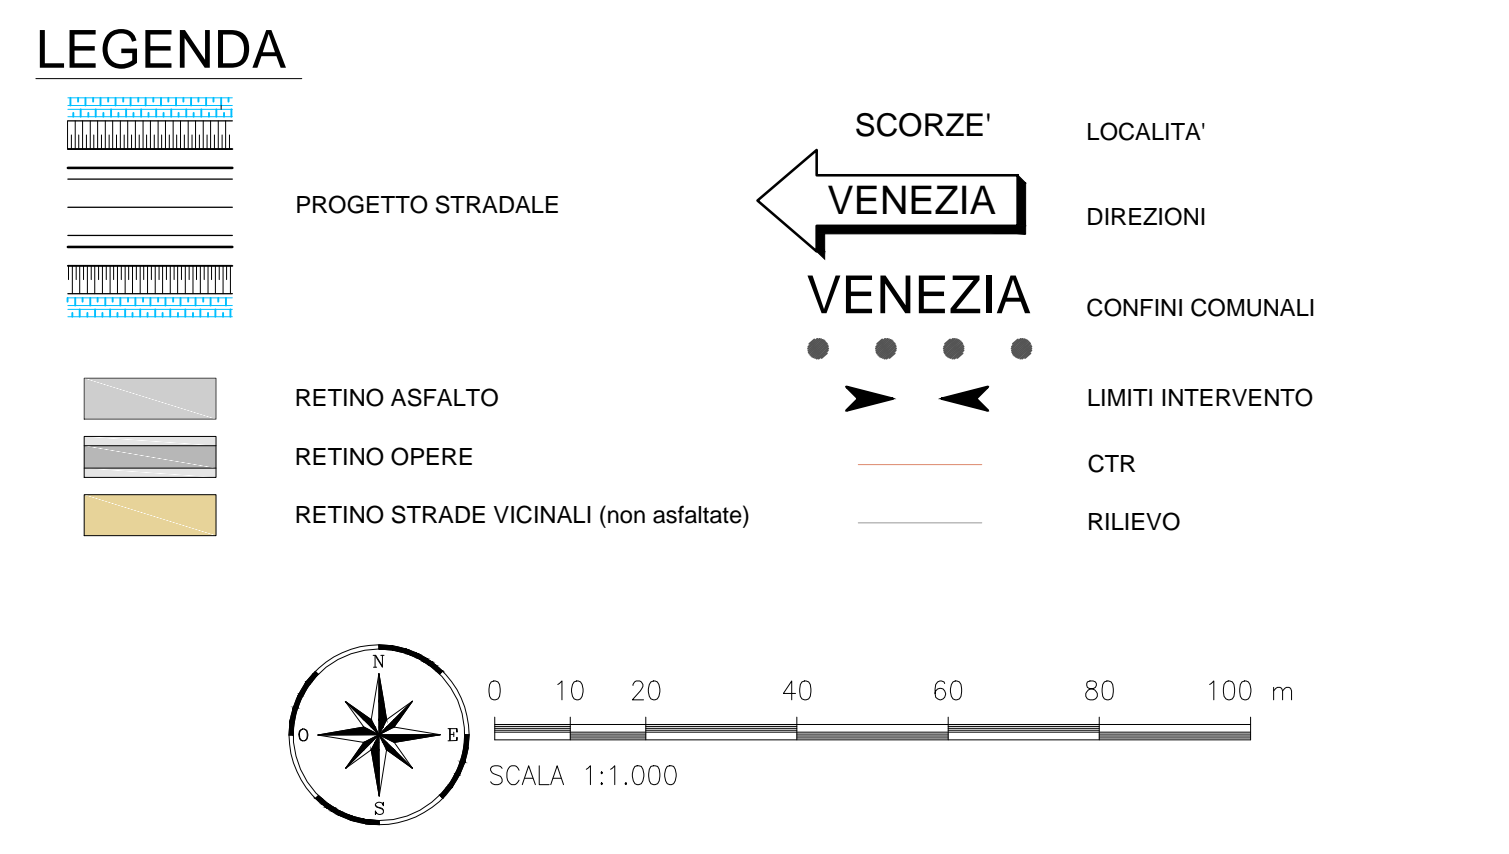 LEGENDA
PROGETTO STRADALE
RETINO ASFALTO
RETINO OPERE
RETINO STRADE VICINALI (non asfaltate)
SCORZE' LOCALITA'
VENEZIA DIREZIONI
VENEZIA CONFINI COMUNALI
LIMITI INTERVENTO
CTR
RILIEVO
N
O E
S
0 10 20 40 60 80 100 m
SCALA 1:1.000